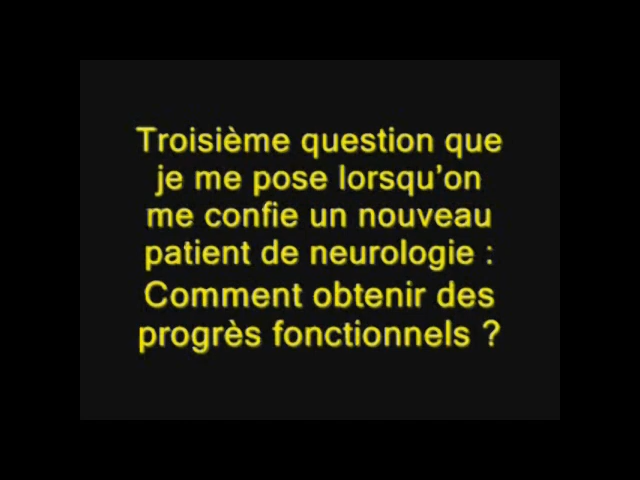 Troisième question que
je me pose lorsqu’on
me confie un nouveau
patient de neurologie :
Comment obtenir des
progrès fonctionnels ?